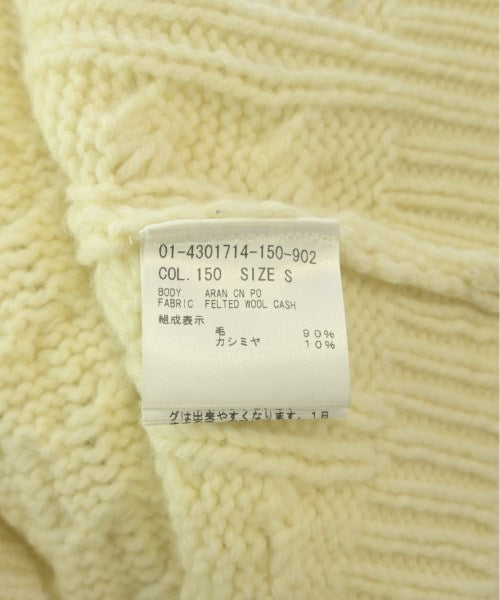 01-4301714-150-902
COL.150 SIZE S
BODY ARAN CN PO
FABRIC FELTED WOOL CASH
組成表示
毛 90%
カシミヤ 10%
グは出来やすくなります。1日